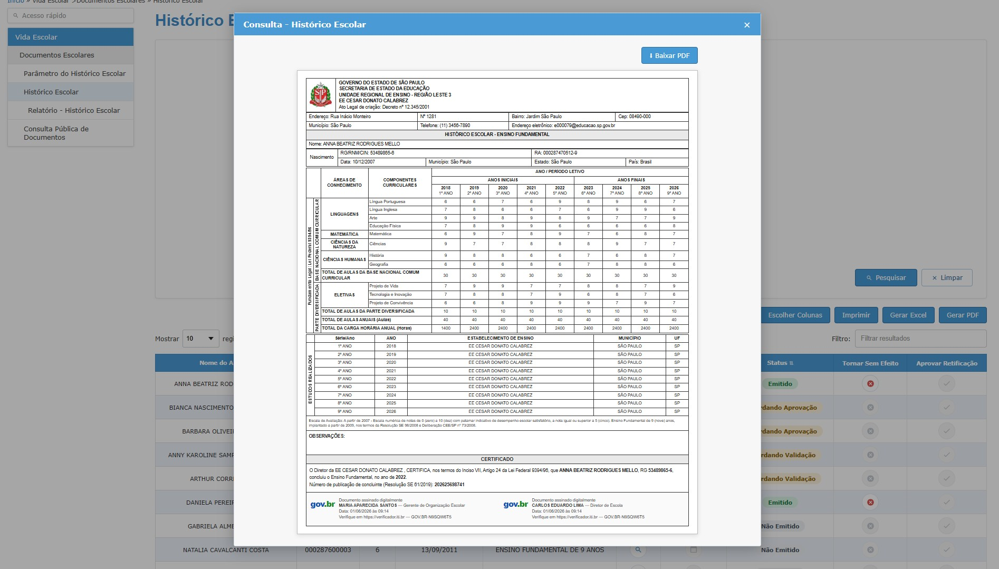 Início » Vida Escolar >Documentos Escolares » Histórico Escolar
Acesso rápido
Vida Escolar
Documentos Escolares
Parâmetro do Histórico Escolar
Histórico Escolar
Relatório - Histórico Escolar
Consulta Pública de
Documentos
Histórico E
Consulta - Histórico Escolar ×
Baixar PDF
GOVERNO DO ESTADO DE SÃO PAULO
SECRETARIA DE ESTADO DA EDUCAÇÃO
UNIDADE REGIONAL DE ENSINO - REGIÃO LESTE 3
EE CESAR DONATO CALABREZ
Ato Legal de criação: Decreto nº 12.345/2001
Endereço: Rua Inácio Monteiro Nº 1281 Bairro: Jardim São Paulo Cep: 08490-000
Município: São Paulo Telefone: (11) 3456-7890 Endereço eletrônico: e000079@educacao.sp.gov.br
HISTÓRICO ESCOLAR - ENSINO FUNDAMENTAL
Nome: ANNA BEATRIZ RODRIGUES MELLO
Nascimento
RG/RNM/CIN: 53489865-6 RA: 000287470512-9
Data: 10/12/2007 Município: São Paulo Estado: São Paulo País: Brasil
ÁREAS DE CONHECIMENTO COMPONENTES CURRICULARES ANO / PERÍODO LETIVO
ANOS INICIAIS ANOS FINAIS
2018 2019 2020 2021 2022 2023 2024 2025 2026
1º ANO 2º ANO 3º ANO 4º ANO 5º ANO 6º ANO 7º ANO 8º ANO 9º ANO
Fundamento Legal: Lei Federal 9394/96
BASE NACIONAL COMUM CURRICULAR
LINGUAGENS
Língua Portuguesa 6 6 7 6 9 8 9 6 7
Língua Inglesa 7 8 6 6 7 6 9 9 6
Arte 9 9 8 9 8 9 7 7 9
Educação Física 7 8 9 9 6 6 6 6 8
MATEMÁTICA Matemática 6 9 7 8 9 7 6 8 7
CIÊNCIAS DA NATUREZA Ciências 9 7 7 8 8 8 9 7 7
CIÊNCIAS HUMANAS
História 9 8 8 6 6 7 6 8 7
Geografia 6 6 6 8 6 7 8 8 6
TOTAL DE AULAS DA BASE NACIONAL COMUM CURRICULAR 30 30 30 30 30 30 30 30 30
PARTE DIVERSIFICADA
ELETIVAS
Projeto de Vida 7 9 9 7 7 8 8 7 9
Tecnologia e Inovação 7 8 8 7 9 6 8 7 6
Projeto de Convivência 6 6 8 9 9 9 7 9 7
TOTAL DE AULAS DA PARTE DIVERSIFICADA 10 10 10 10 10 10 10 10 10
TOTAL DE AULAS ANUAIS (Aulas) 40 40 40 40 40 40 40 40 40
TOTAL DA CARGA HORÁRIA ANUAL (Horas) 1400 2400 2400 2400 2400 2400 2400 2400 2400
ESTUDOS REALIZADOS
Série/Ano ANO ESTABELECIMENTO DE ENSINO MUNICÍPIO UF
1º ANO 2018 EE CESAR DONATO CALABREZ SÃO PAULO SP
2º ANO 2019 EE CESAR DONATO CALABREZ SÃO PAULO SP
3º ANO 2020 EE CESAR DONATO CALABREZ SÃO PAULO SP
4º ANO 2021 EE CESAR DONATO CALABREZ SÃO PAULO SP
5º ANO 2022 EE CESAR DONATO CALABREZ SÃO PAULO SP
6º ANO 2023 EE CESAR DONATO CALABREZ SÃO PAULO SP
7º ANO 2024 EE CESAR DONATO CALABREZ SÃO PAULO SP
8º ANO 2025 EE CESAR DONATO CALABREZ SÃO PAULO SP
9º ANO 2026 EE CESAR DONATO CALABREZ SÃO PAULO SP
Escala de Avaliação: A partir de 2007 - Escala numérica de notas de 0 (zero) a 10 (dez) com patamar indicativo de desempenho escolar satisfatório, a nota igual ou superior a 5 (cinco). Ensino Fundamental de 9 (nove) anos,
implantado a partir de 2009, nos termos da Resolução SE 98/2008 e Deliberação CEE/SP nº 73/2008.
OBSERVAÇÕES:
CERTIFICADO
O Diretor da EE CESAR DONATO CALABREZ , CERTIFICA, nos termos do Inciso VII, Artigo 24 da Lei Federal 9394/96, que ANNA BEATRIZ RODRIGUES MELLO, RG 53489865-6,
concluiu o Ensino Fundamental, no ano de 2022.
Número de publicação de concluinte (Resolução SE 61/2019): 202625698741
gov.br
Documento assinado digitalmente
MARIA APARECIDA SANTOS — Gerente de Organização Escolar
Data: 01/06/2026 às 09:14
Verifique em https://verificador.iti.br — GOV.BR-N9SQW6T5
gov.br
Documento assinado digitalmente
CARLOS EDUARDO LIMA — Diretor de Escola
Data: 01/06/2026 às 09:14
Verifique em https://verificador.iti.br — GOV.BR-N9SQW6T5
Pesquisar × Limpar
Escolher Colunas Imprimir Gerar Excel Gerar PDF
Mostrar 10 regi Filtro: Filtrar resultados
Nome do A Status Tornar Sem Efeito Aprovar Retificação
ANNA BEATRIZ ROD Emitido
BIANCA NASCIMENTO rdando Aprovação
BARBARA OLIVEI rdando Aprovação
ANNY KAROLINE SAM rdando Validação
ARTHUR CORR rdando Validação
DANIELA PEREI Emitido
GABRIELA ALME Não Emitido
NATALIA CAVALCANTI COSTA 000287600003 6 13/09/2011 ENSINO FUNDAMENTAL DE 9 ANOS Não Emitido